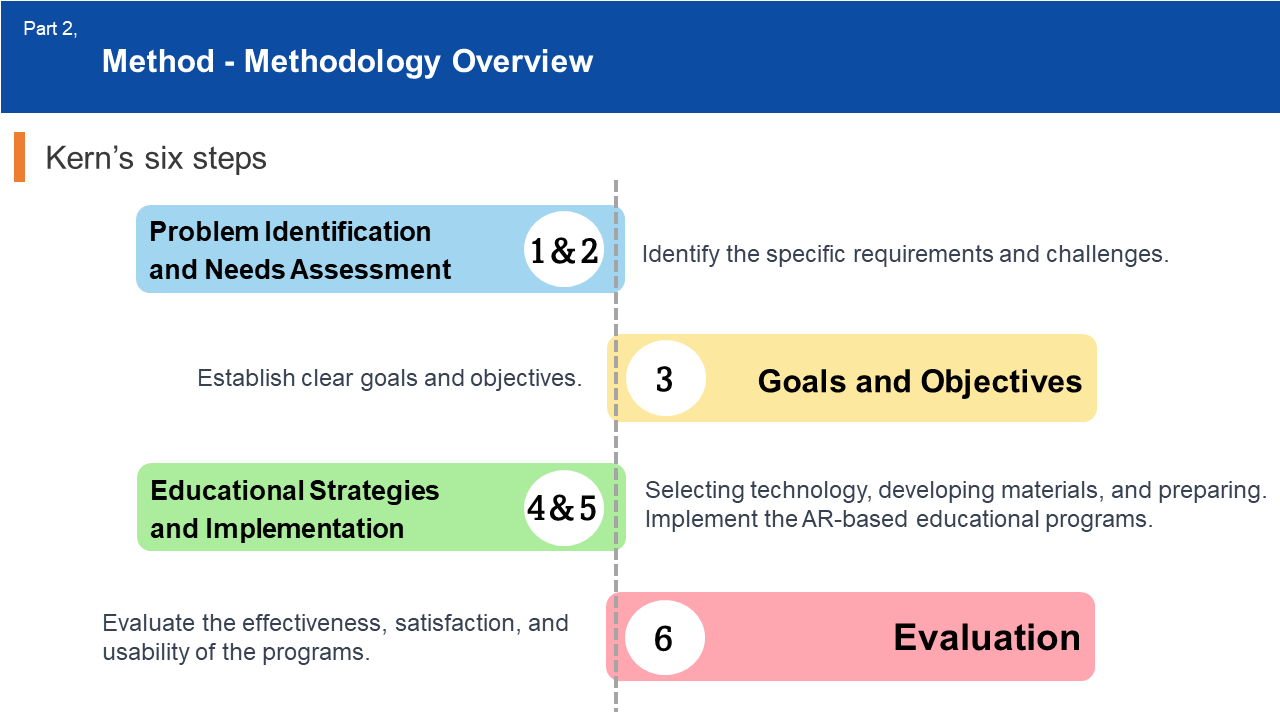 Part 2,
Method - Methodology Overview
Kern’s six steps
Problem Identification
and Needs Assessment
1&2
Identify the specific requirements and challenges.
Establish clear goals and objectives.
3
Goals and Objectives
Educational Strategies
and Implementation
4&5
Selecting technology, developing materials, and preparing.
Implement the AR-based educational programs.
Evaluate the effectiveness, satisfaction, and
usability of the programs.
6
Evaluation